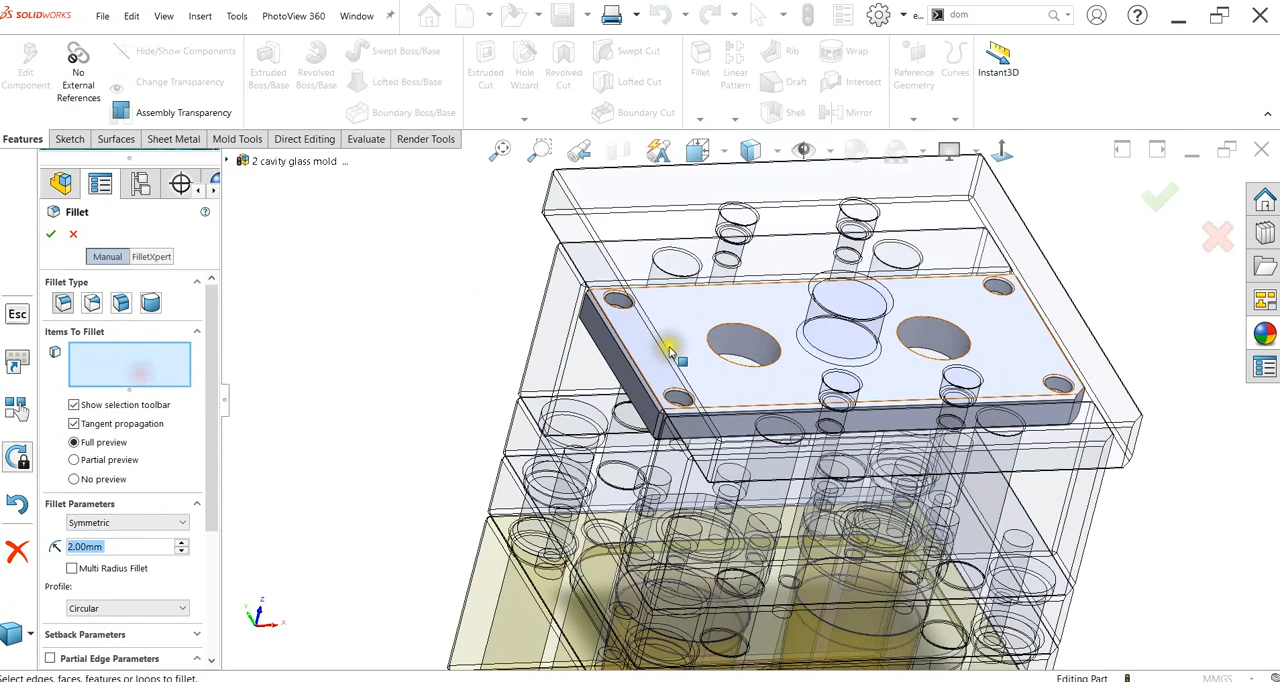 SOLIDWORKS File Edit View Insert Tools PhotoView 360 Window e... dom
Edit Component
No External References
Hide/Show Components
Change Transparency
Assembly Transparency
Extruded Boss/Base
Revolved Boss/Base
Swept Boss/Base
Lofted Boss/Base
Boundary Boss/Base
Extruded Cut
Hole Wizard
Revolved Cut
Swept Cut
Lofted Cut
Boundary Cut
Fillet
Linear Pattern
Rib
Draft
Shell
Wrap
Intersect
Mirror
Reference Geometry
Curves
Instant3D
Features Sketch Surfaces Sheet Metal Mold Tools Direct Editing Evaluate Render Tools
2 cavity glass mold ...
Fillet
Manual FilletXpert
Fillet Type
Items To Fillet
Show selection toolbar
Tangent propagation
Full preview
Partial preview
No preview
Fillet Parameters
Symmetric
2.00mm
Multi Radius Fillet
Profile:
Circular
Setback Parameters
Partial Edge Parameters
Esc
Y Z X
Select edges, faces, features or loops to fillet.
Editing Part
MMGS